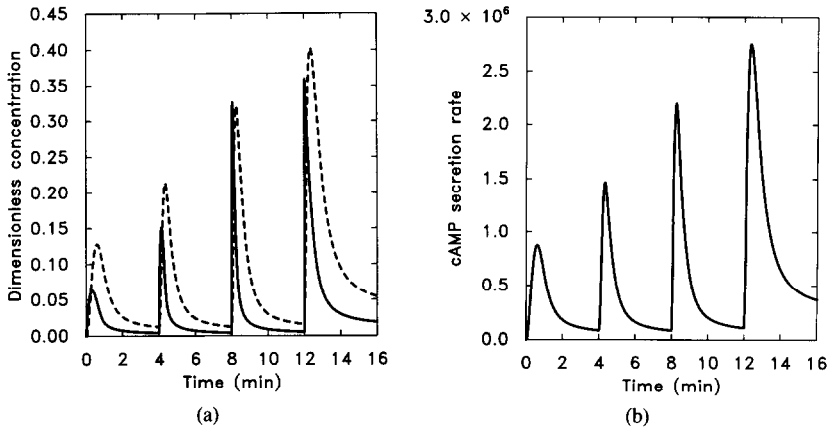 0.45
0.40
0.35
0.30
0.25
0.20
0.15
0.10
0.05
0.00
Dimensionless concentration
0 2 4 6 8 10 12 14 16
Time (min)
(a)
3.0 × 10⁶
2.5
2.0
1.5
1.0
0.5
0.0
cAMP secretion rate
0 2 4 6 8 10 12 14 16
Time (min)
(b)